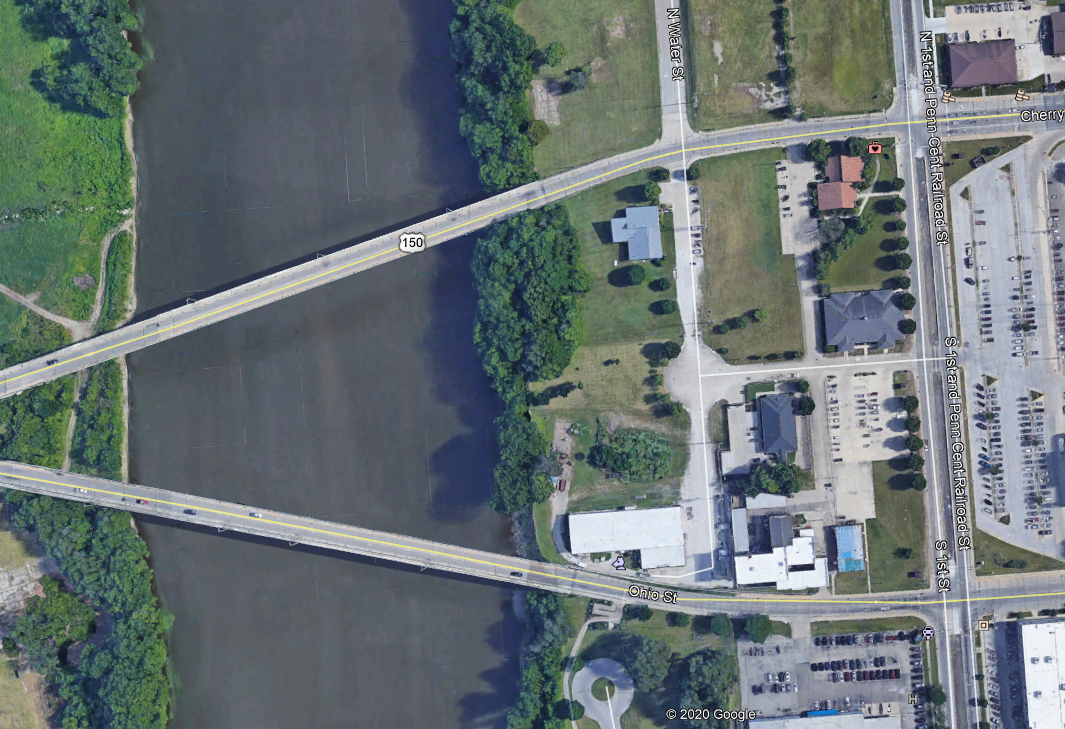 N Water St
N 1st and Penn Cent Railroad St
Cherry
150
S 1st and Penn Cent Railroad St
S 1st St
Ohio St
© 2020 Google